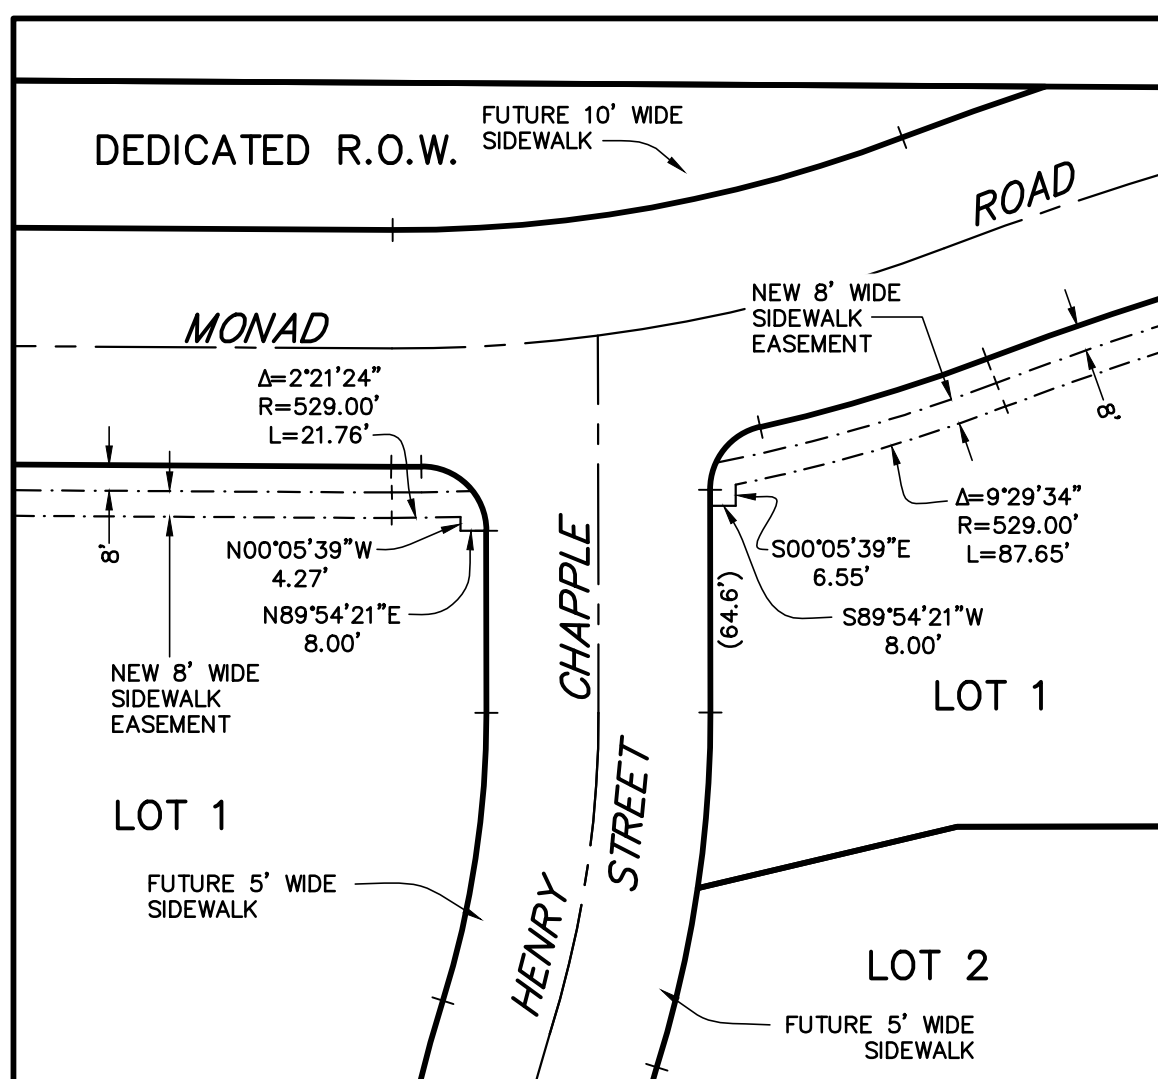 FUTURE 10' WIDE
SIDEWALK
DEDICATED R.O.W.
ROAD
NEW 8' WIDE
SIDEWALK
EASEMENT
MONAD
Δ=2°21'24"
R=529.00'
L=21.76'
8'
8'
Δ=9°29'34"
R=529.00'
L=87.65'
N00°05'39"W
4.27'
N89°54'21"E
8.00'
S00°05'39"E
6.55'
S89°54'21"W
8.00'
(64.6')
NEW 8' WIDE
SIDEWALK
EASEMENT
HENRY
CHAPPLE
STREET
LOT 1
LOT 1
FUTURE 5' WIDE
SIDEWALK
LOT 2
FUTURE 5' WIDE
SIDEWALK